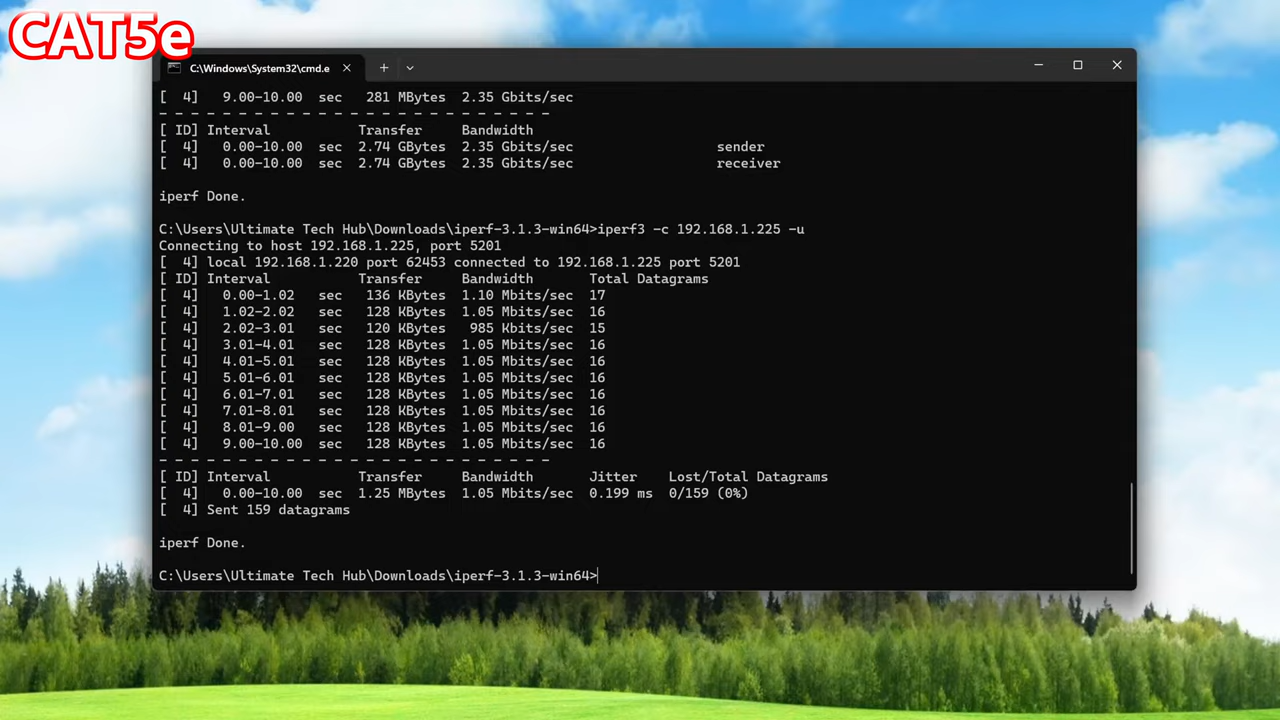 CAT5e
C:\Windows\System32\cmd.e
[  4]   9.00-10.00  sec   281 MBytes  2.35 Gbits/sec
- - - - - - - - - - - - - - - - - - - - - - - - -
[ ID] Interval           Transfer     Bandwidth
[  4]   0.00-10.00  sec  2.74 GBytes  2.35 Gbits/sec                  sender
[  4]   0.00-10.00  sec  2.74 GBytes  2.35 Gbits/sec                  receiver
iperf Done.
C:\Users\Ultimate Tech Hub\Downloads\iperf-3.1.3-win64>iperf3 -c 192.168.1.225 -u
Connecting to host 192.168.1.225, port 5201
[  4] local 192.168.1.220 port 62453 connected to 192.168.1.225 port 5201
[ ID] Interval           Transfer     Bandwidth       Total Datagrams
[  4]   0.00-1.02   sec   136 KBytes  1.10 Mbits/sec  17
[  4]   1.02-2.02   sec   128 KBytes  1.05 Mbits/sec  16
[  4]   2.02-3.01   sec   120 KBytes   985 Kbits/sec  15
[  4]   3.01-4.01   sec   128 KBytes  1.05 Mbits/sec  16
[  4]   4.01-5.01   sec   128 KBytes  1.05 Mbits/sec  16
[  4]   5.01-6.01   sec   128 KBytes  1.05 Mbits/sec  16
[  4]   6.01-7.01   sec   128 KBytes  1.05 Mbits/sec  16
[  4]   7.01-8.01   sec   128 KBytes  1.05 Mbits/sec  16
[  4]   8.01-9.00   sec   128 KBytes  1.05 Mbits/sec  16
[  4]   9.00-10.00  sec   128 KBytes  1.05 Mbits/sec  16
- - - - - - - - - - - - - - - - - - - - - - - - -
[ ID] Interval           Transfer     Bandwidth       Jitter    Lost/Total Datagrams
[  4]   0.00-10.00  sec  1.25 MBytes  1.05 Mbits/sec  0.199 ms  0/159 (0%)
[  4] Sent 159 datagrams
iperf Done.
C:\Users\Ultimate Tech Hub\Downloads\iperf-3.1.3-win64>